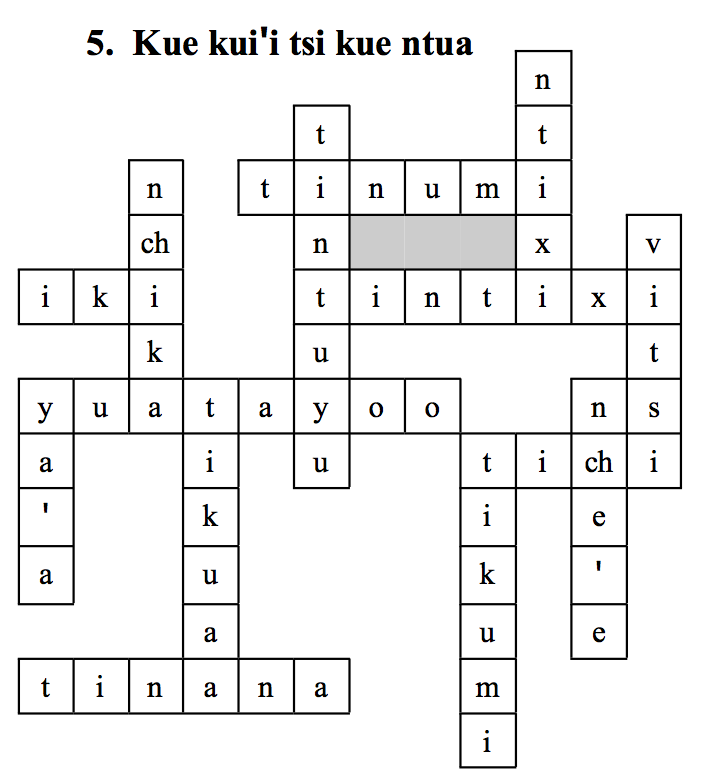 5. Kue kui'i tsi kue ntua
n
t t
n t i n u m i
ch n x v
i k i t i n t i x i
k u t
y u a t a y o o n s
a i u t i ch i
' k i e
a u k '
a u e
t i n a n a m
i